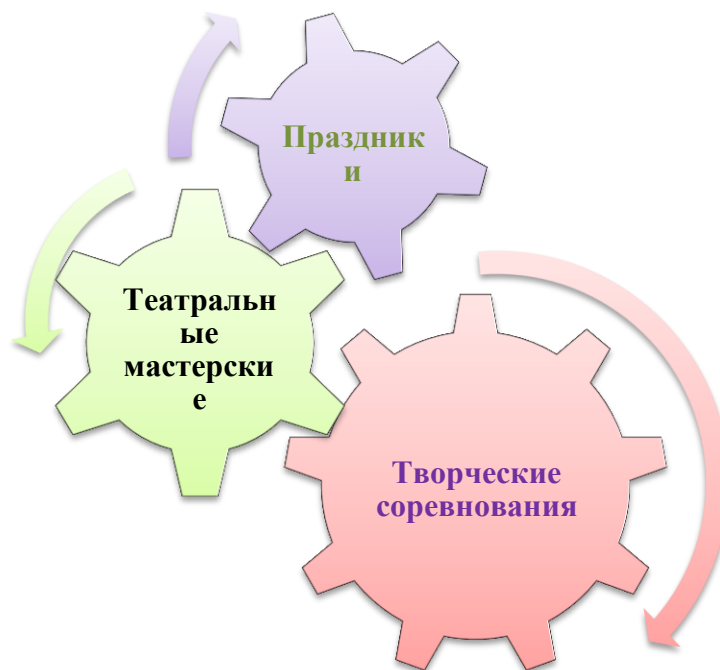 Праздник
и
Театральн
ые
мастерски
е
Творческие
соревнования